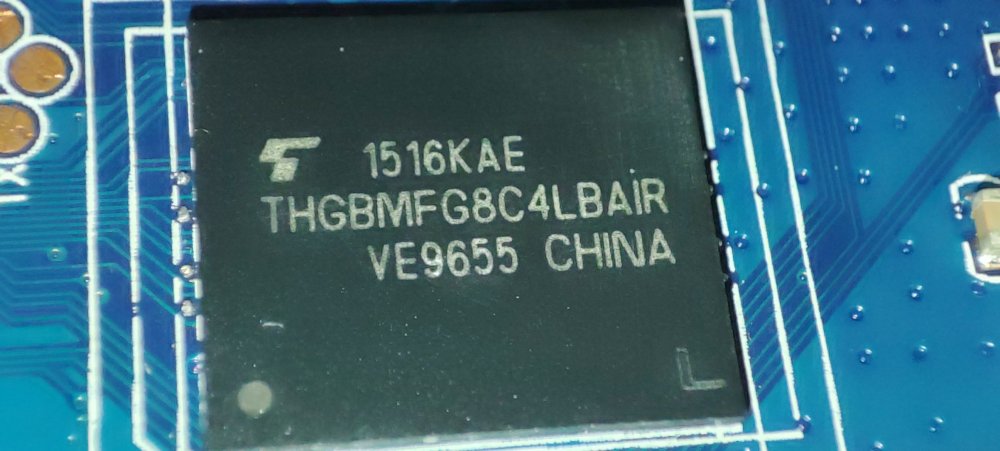 1516KAE
THGBMFG8C4LBAIR
VE9655 CHINA
L